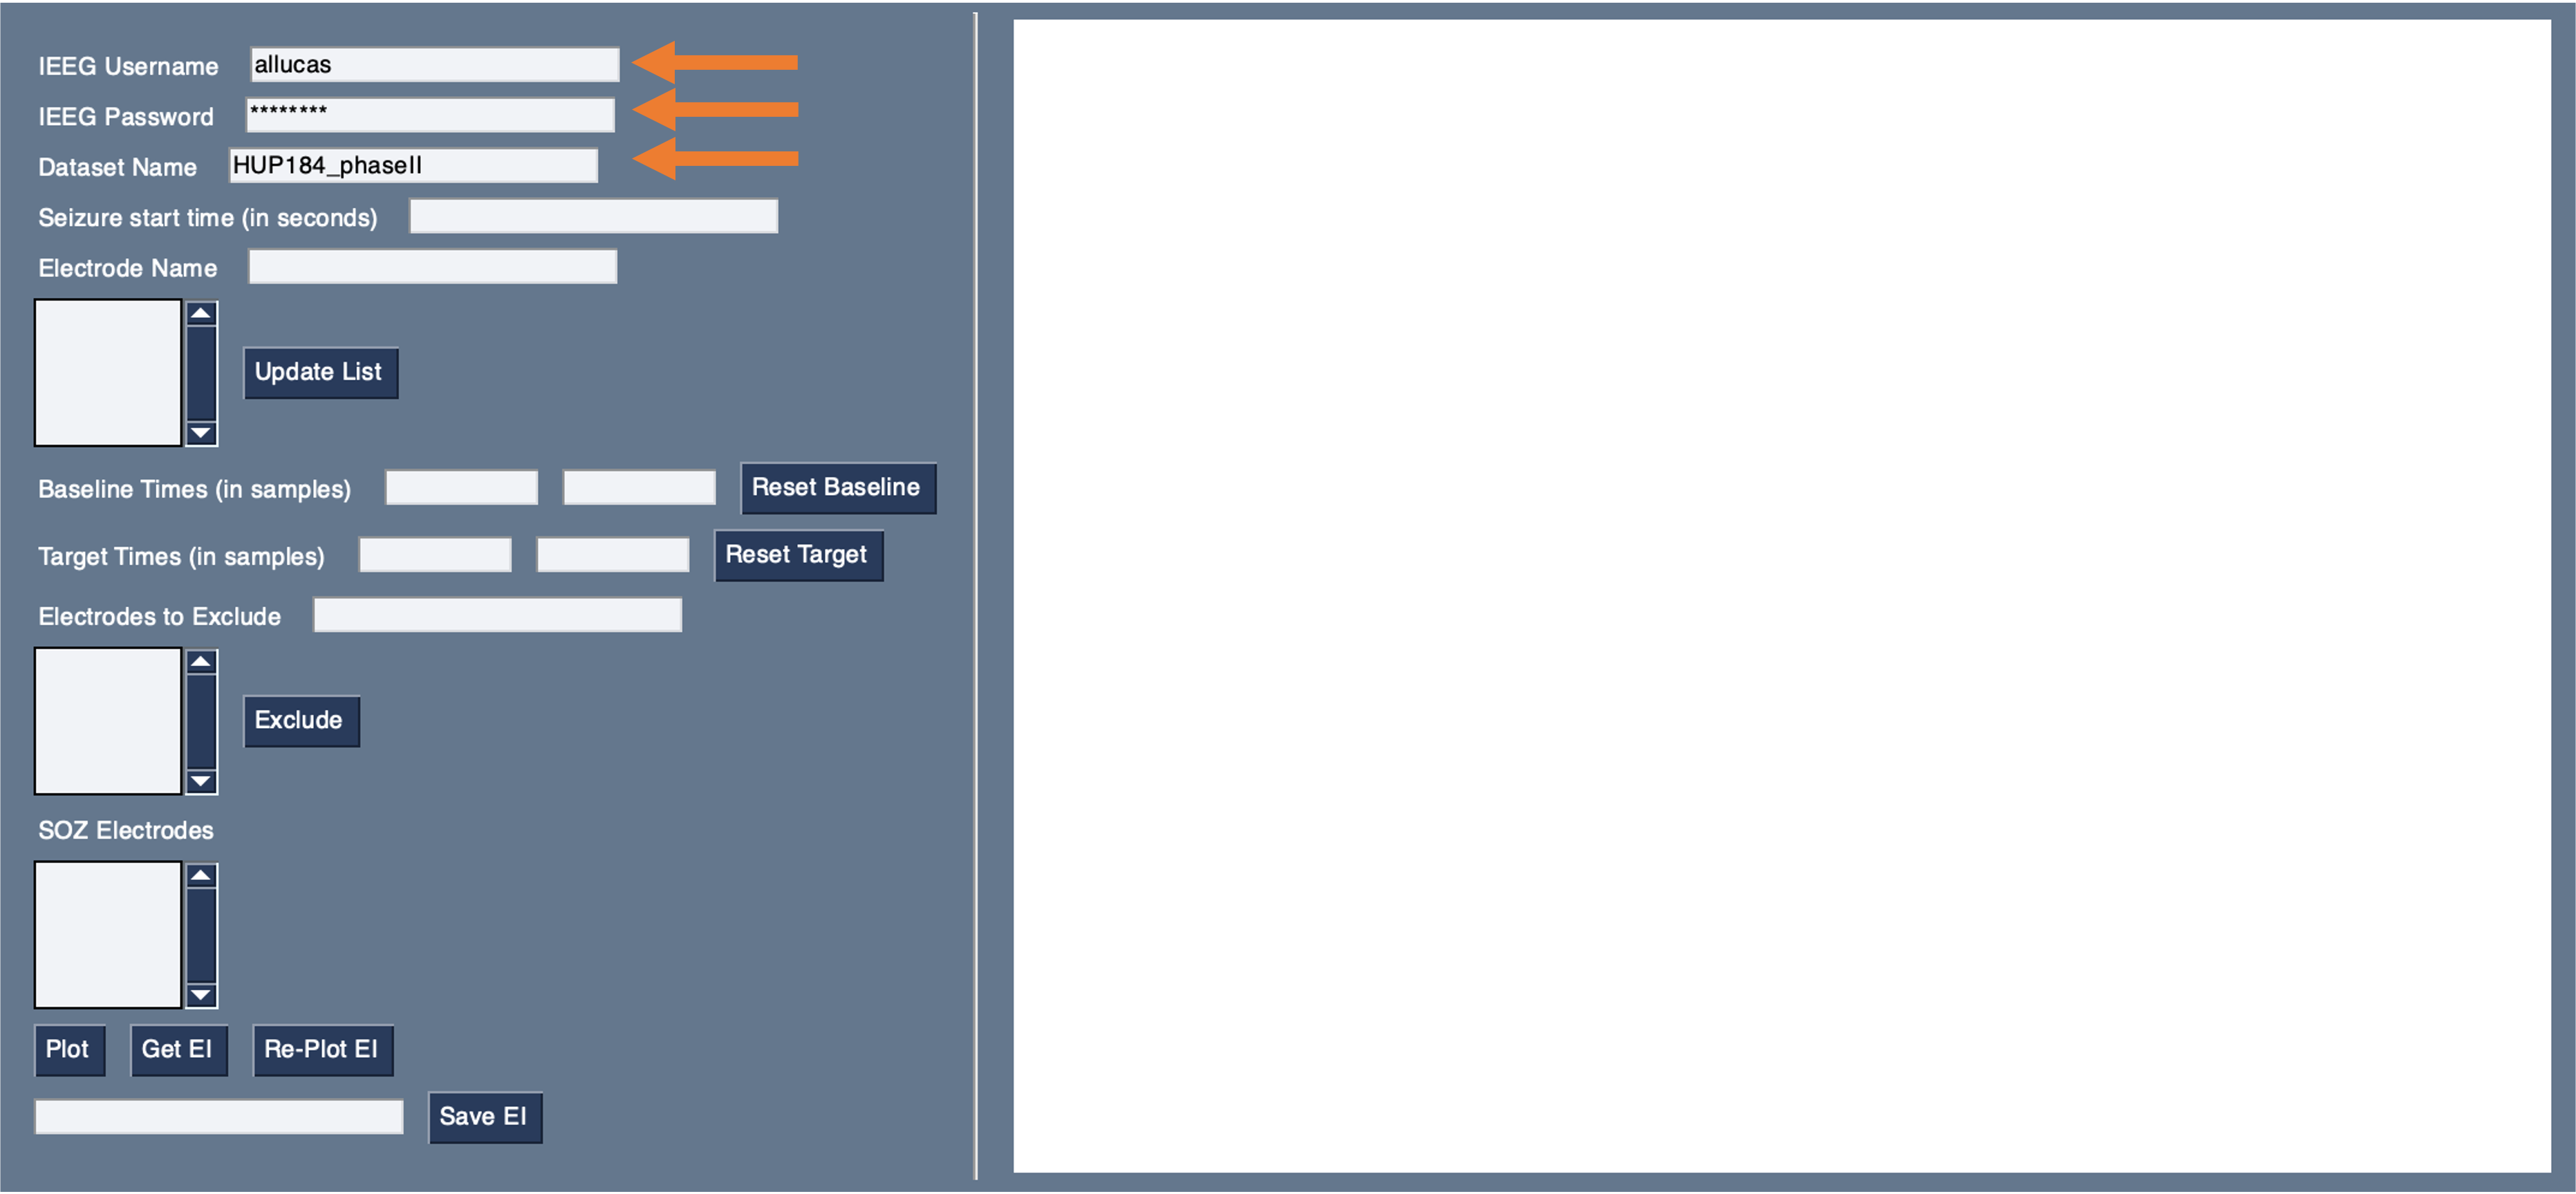 IEEG Username allucas
IEEG Password ********
Dataset Name HUP184_phaseII
Seizure start time (in seconds)
Electrode Name
Update List
Baseline Times (in samples) Reset Baseline
Target Times (in samples) Reset Target
Electrodes to Exclude
Exclude
SOZ Electrodes
Plot Get EI Re-Plot EI
Save EI